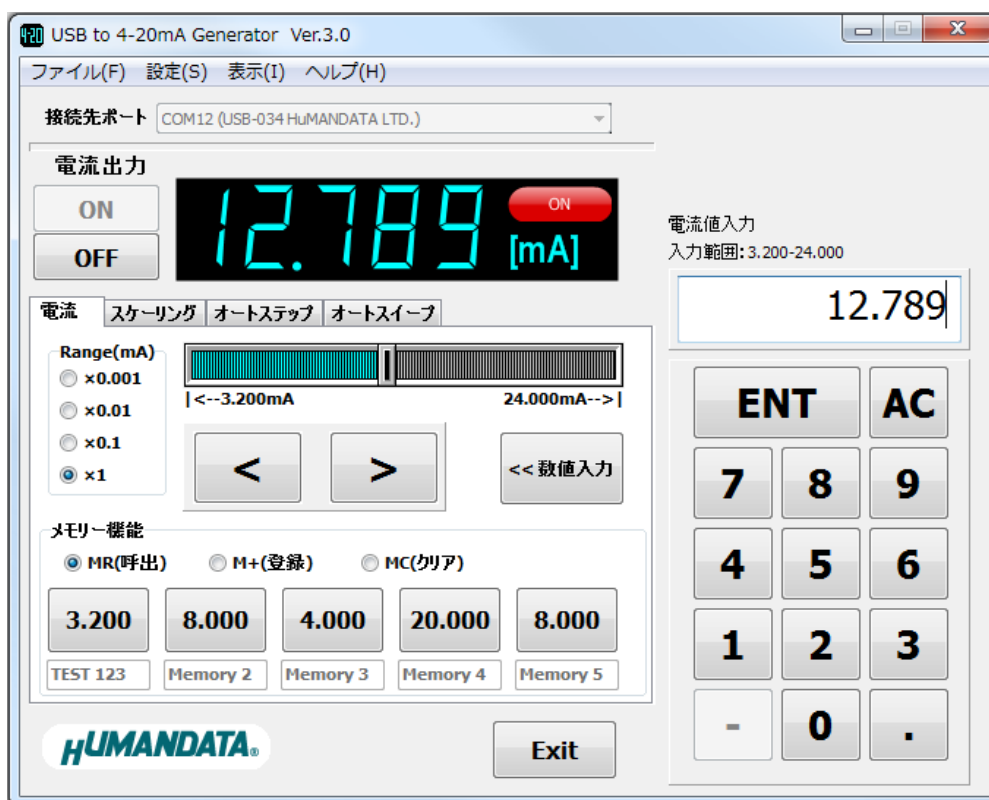 USB to 4-20mA Generator Ver.3.0
ファイル(F) 設定(S) 表示(I) ヘルプ(H)
接続先ポート COM12 (USB-034 HuMANDATA LTD.)
電流出力
ON
OFF
12.789
ON
[mA]
電流値入力
入力範囲: 3.200-24.000
12.789
電流 スケーリング オートステップ オートスイープ
Range(mA)
×0.001
×0.01
×0.1
×1
|<--3.200mA 24.000mA-->|
< > << 数値入力
メモリー機能
MR(呼出) M+(登録) MC(クリア)
3.200 8.000 4.000 20.000 8.000
TEST 123 Memory 2 Memory 3 Memory 4 Memory 5
HUMANDATA®
Exit
ENT AC
7 8 9
4 5 6
1 2 3
- 0 .